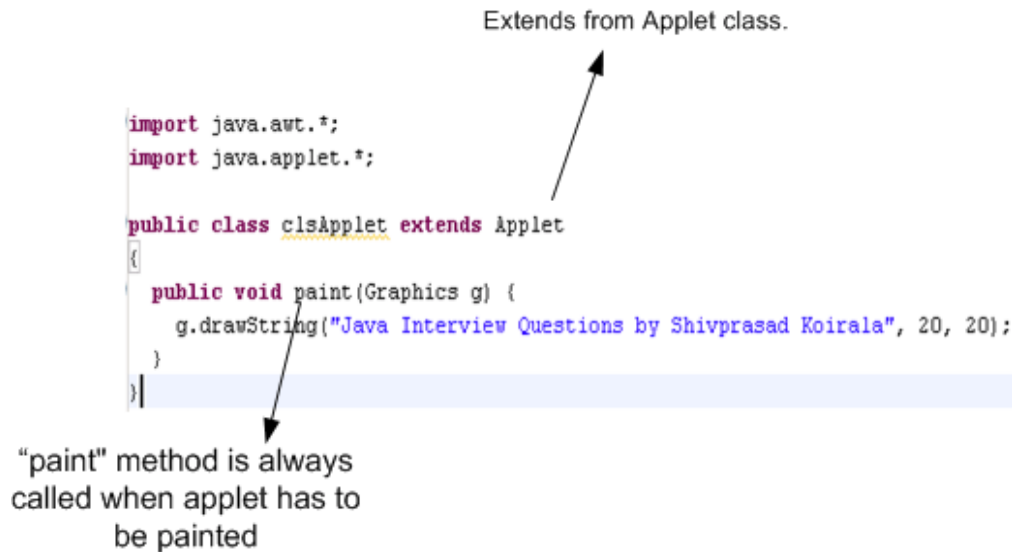 Extends from Applet class.
import java.awt.*;
import java.applet.*;
public class clsApplet extends Applet
{
public void paint(Graphics g) {
g.drawString("Java Interview Questions by Shivprasad Koirala", 20, 20);
}
}
“paint" method is always
called when applet has to
be painted